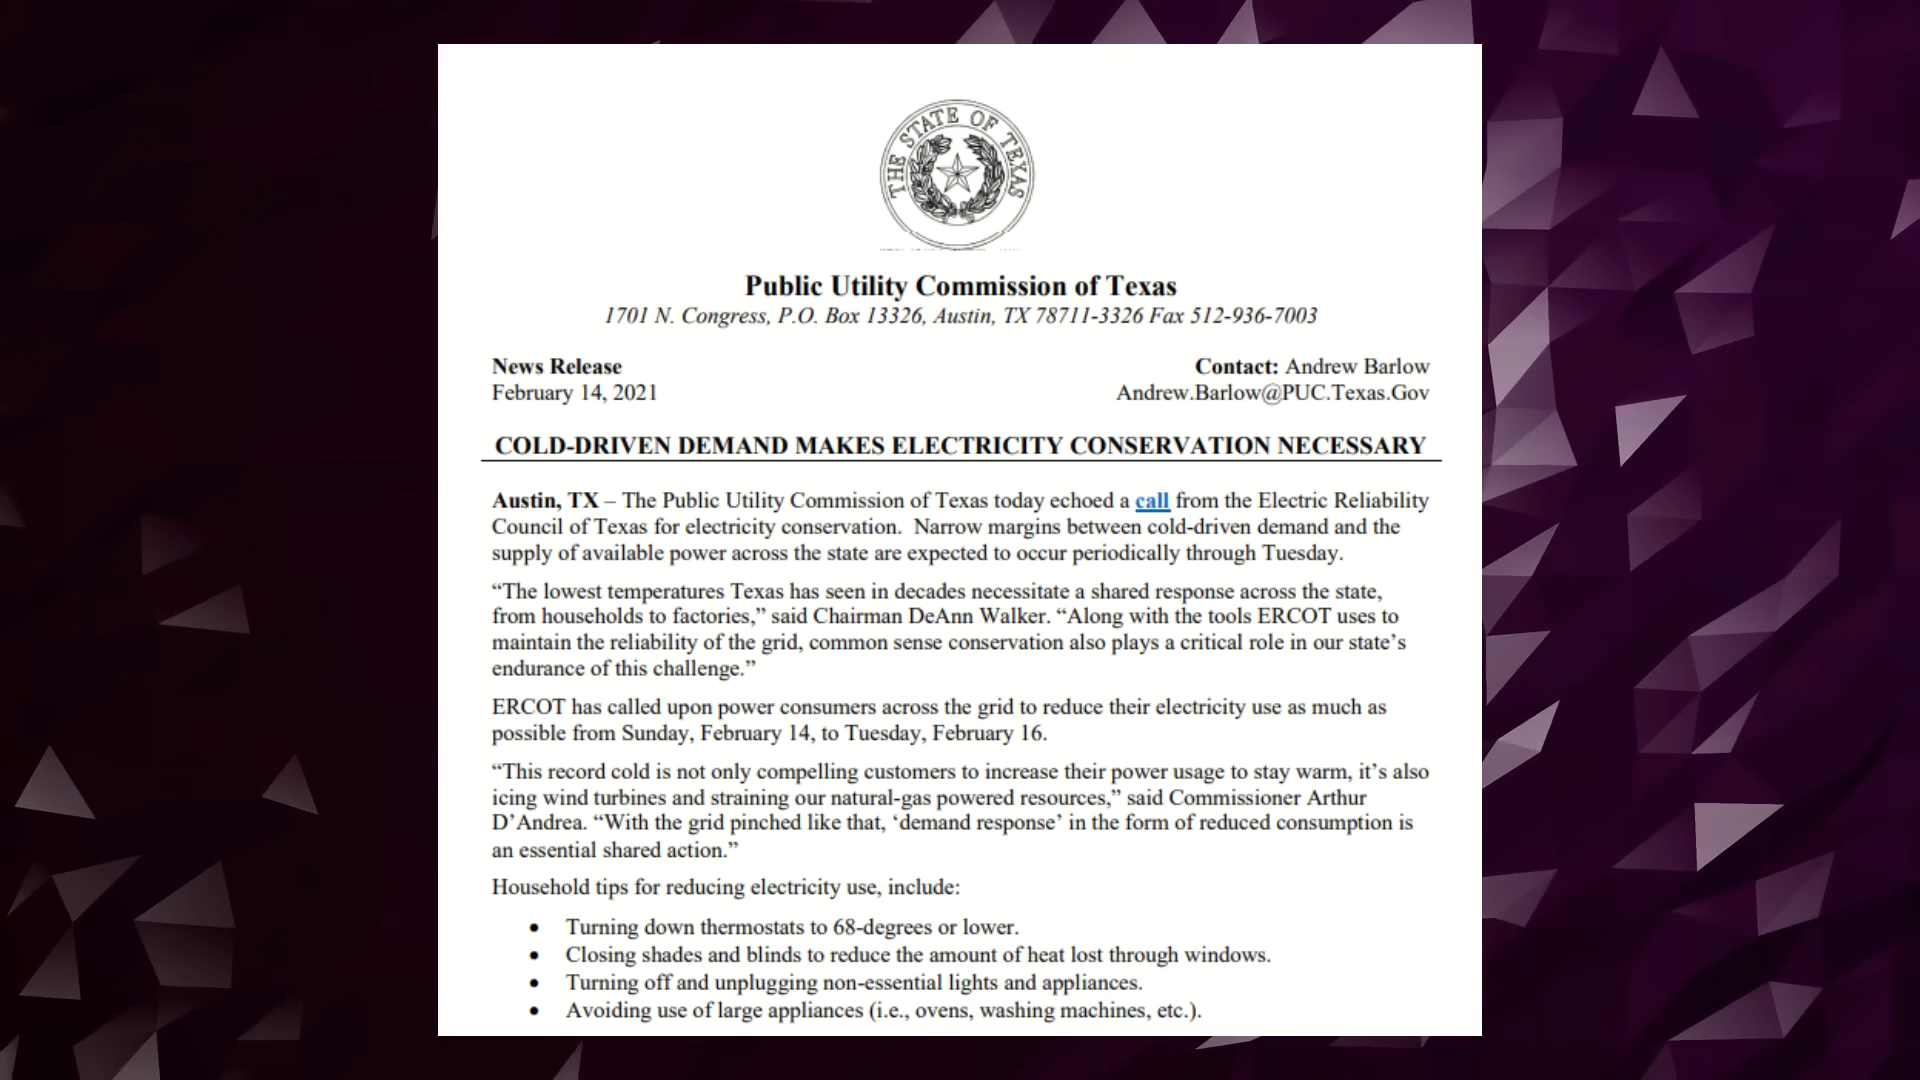 THE STATE OF TEXAS
Public Utility Commission of Texas
1701 N. Congress, P.O. Box 13326, Austin, TX 78711-3326 Fax 512-936-7003
News Release
Contact: Andrew Barlow
February 14, 2021
Andrew.Barlow@PUC.Texas.Gov
COLD-DRIVEN DEMAND MAKES ELECTRICITY CONSERVATION NECESSARY
Austin, TX – The Public Utility Commission of Texas today echoed a call from the Electric Reliability
Council of Texas for electricity conservation.  Narrow margins between cold-driven demand and the
supply of available power across the state are expected to occur periodically through Tuesday.
“The lowest temperatures Texas has seen in decades necessitate a shared response across the state,
from households to factories,” said Chairman DeAnn Walker. “Along with the tools ERCOT uses to
maintain the reliability of the grid, common sense conservation also plays a critical role in our state’s
endurance of this challenge.”
ERCOT has called upon power consumers across the grid to reduce their electricity use as much as
possible from Sunday, February 14, to Tuesday, February 16.
“This record cold is not only compelling customers to increase their power usage to stay warm, it’s also
icing wind turbines and straining our natural-gas powered resources,” said Commissioner Arthur
D’Andrea. “With the grid pinched like that, ‘demand response’ in the form of reduced consumption is
an essential shared action.”
Household tips for reducing electricity use, include:
• Turning down thermostats to 68-degrees or lower.
• Closing shades and blinds to reduce the amount of heat lost through windows.
• Turning off and unplugging non-essential lights and appliances.
• Avoiding use of large appliances (i.e., ovens, washing machines, etc.).